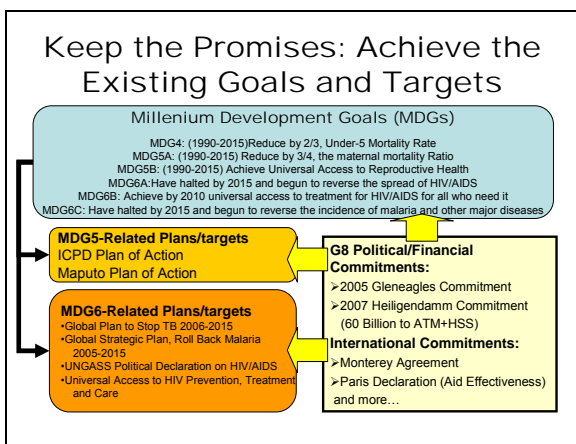 Keep the Promises: Achieve the
Existing Goals and Targets
Millenium Development Goals (MDGs)
MDG4: (1990-2015)Reduce by 2/3, Under-5 Mortality Rate
MDG5A: (1990-2015) Reduce by 3/4, the maternal mortality Ratio
MDG5B: (1990-2015) Achieve Universal Access to Reproductive Health
MDG6A:Have halted by 2015 and begun to reverse the spread of HIV/AIDS
MDG6B: Achieve by 2010 universal access to treatment for HIV/AIDS for all who need it
MDG6C: Have halted by 2015 and begun to reverse the incidence of malaria and other major diseases
MDG5-Related Plans/targets
ICPD Plan of Action
Maputo Plan of Action
MDG6-Related Plans/targets
•Global Plan to Stop TB 2006-2015
•Global Strategic Plan, Roll Back Malaria
2005-2015
•UNGASS Political Declaration on HIV/AIDS
•Universal Access to HIV Prevention, Treatment
and Care
G8 Political/Financial
Commitments:
➢2005 Gleneagles Commitment
➢2007 Heiligendamm Commitment
(60 Billion to ATM+HSS)
International Commitments:
➢Monterey Agreement
➢Paris Declaration (Aid Effectiveness)
and more…